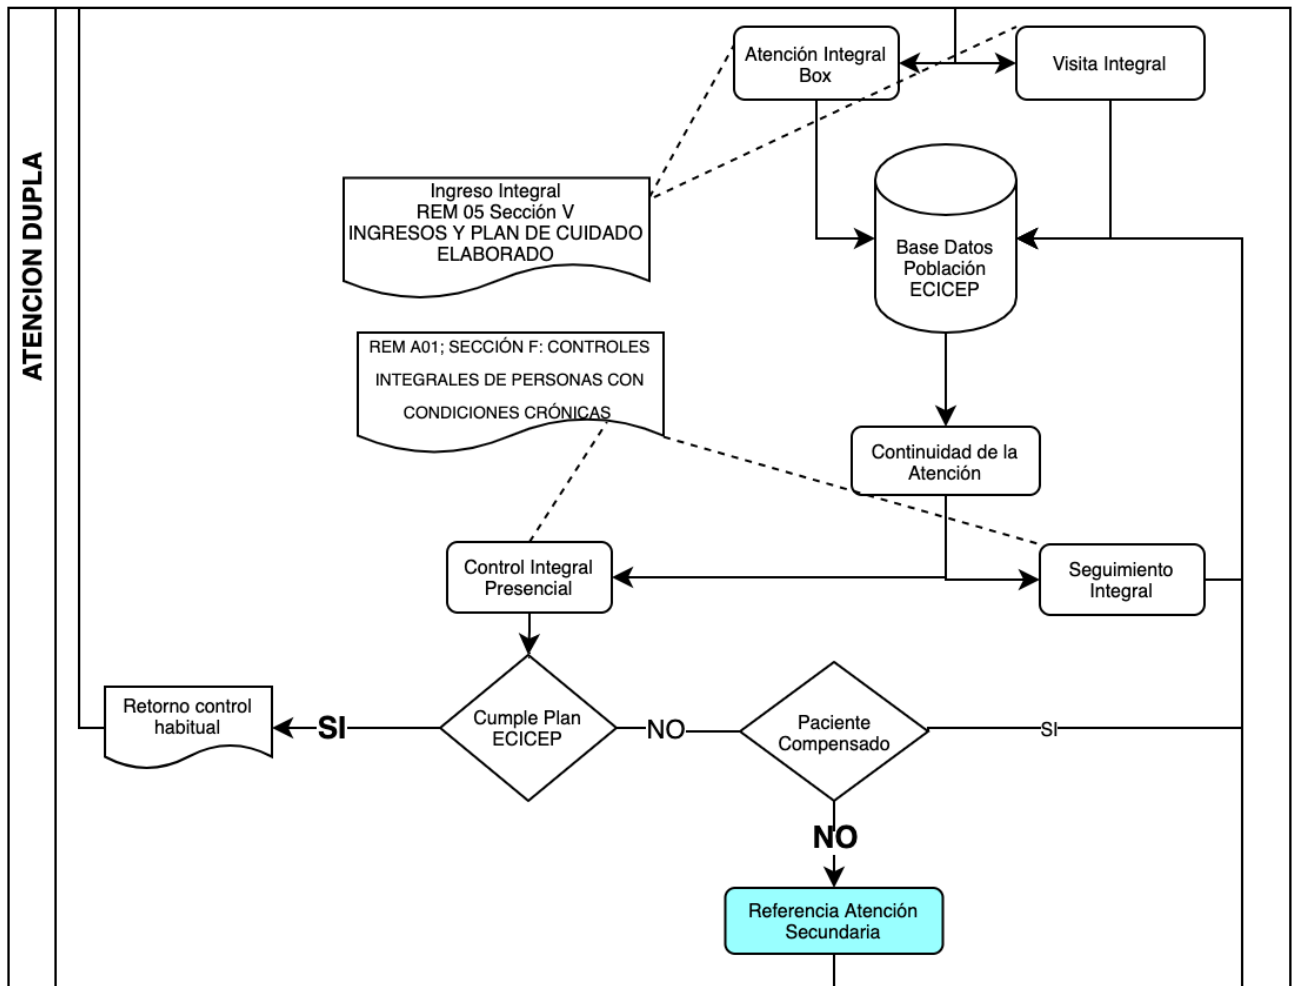 ATENCION DUPLA
Atención Integral
Box
Visita Integral
Ingreso Integral
REM 05 Sección V
INGRESOS Y PLAN DE CUIDADO
ELABORADO
Base Datos
Población
ECICEP
REM A01; SECCIÓN F: CONTROLES
INTEGRALES DE PERSONAS CON
CONDICIONES CRÓNICAS
Continuidad de la
Atención
Control Integral
Presencial
Seguimiento
Integral
Retorno control
habitual
SI
Cumple Plan
ECICEP
NO
Paciente
Compensado
SI
NO
Referencia Atención
Secundaria